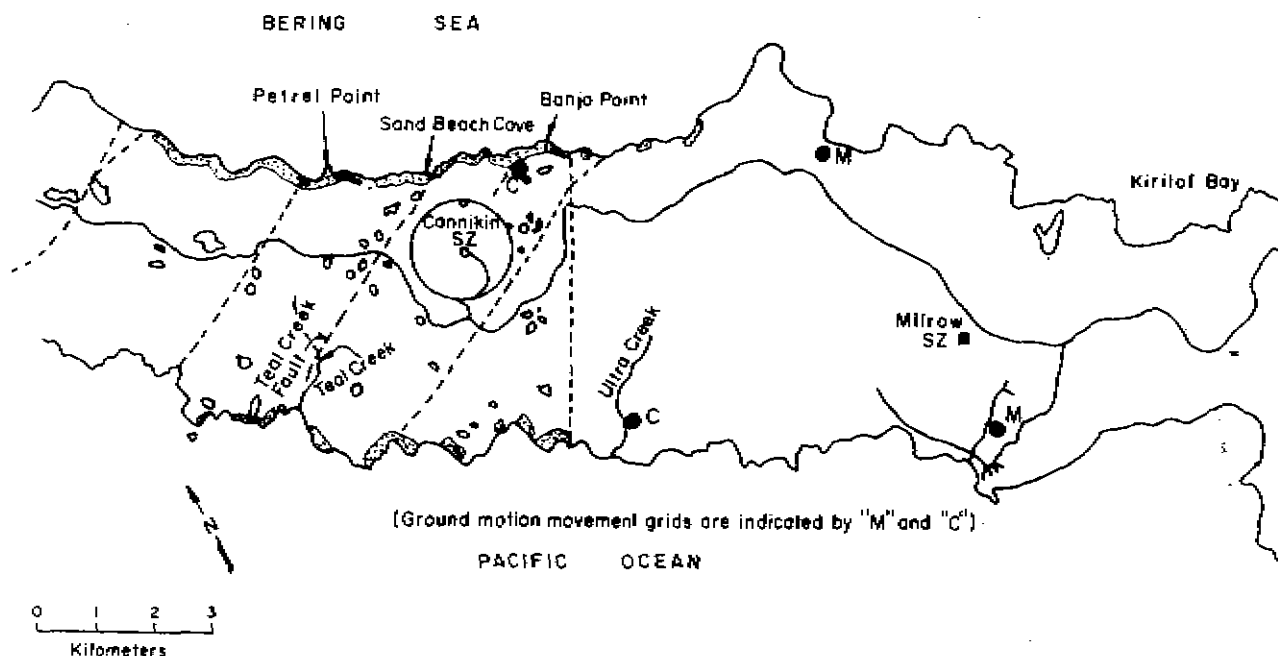 BERING SEA
Petrel Point
Banjo Point
Sand Beach Cove
C
M
Kirilof Bay
Cannikin
SZ
Milrow
SZ
Teal Creek
Fault
Teal Creek
Ultra Creek
C
M
N
(Ground motion movement grids are indicated by "M" and "C")
PACIFIC OCEAN
0 1 2 3
Kilometers